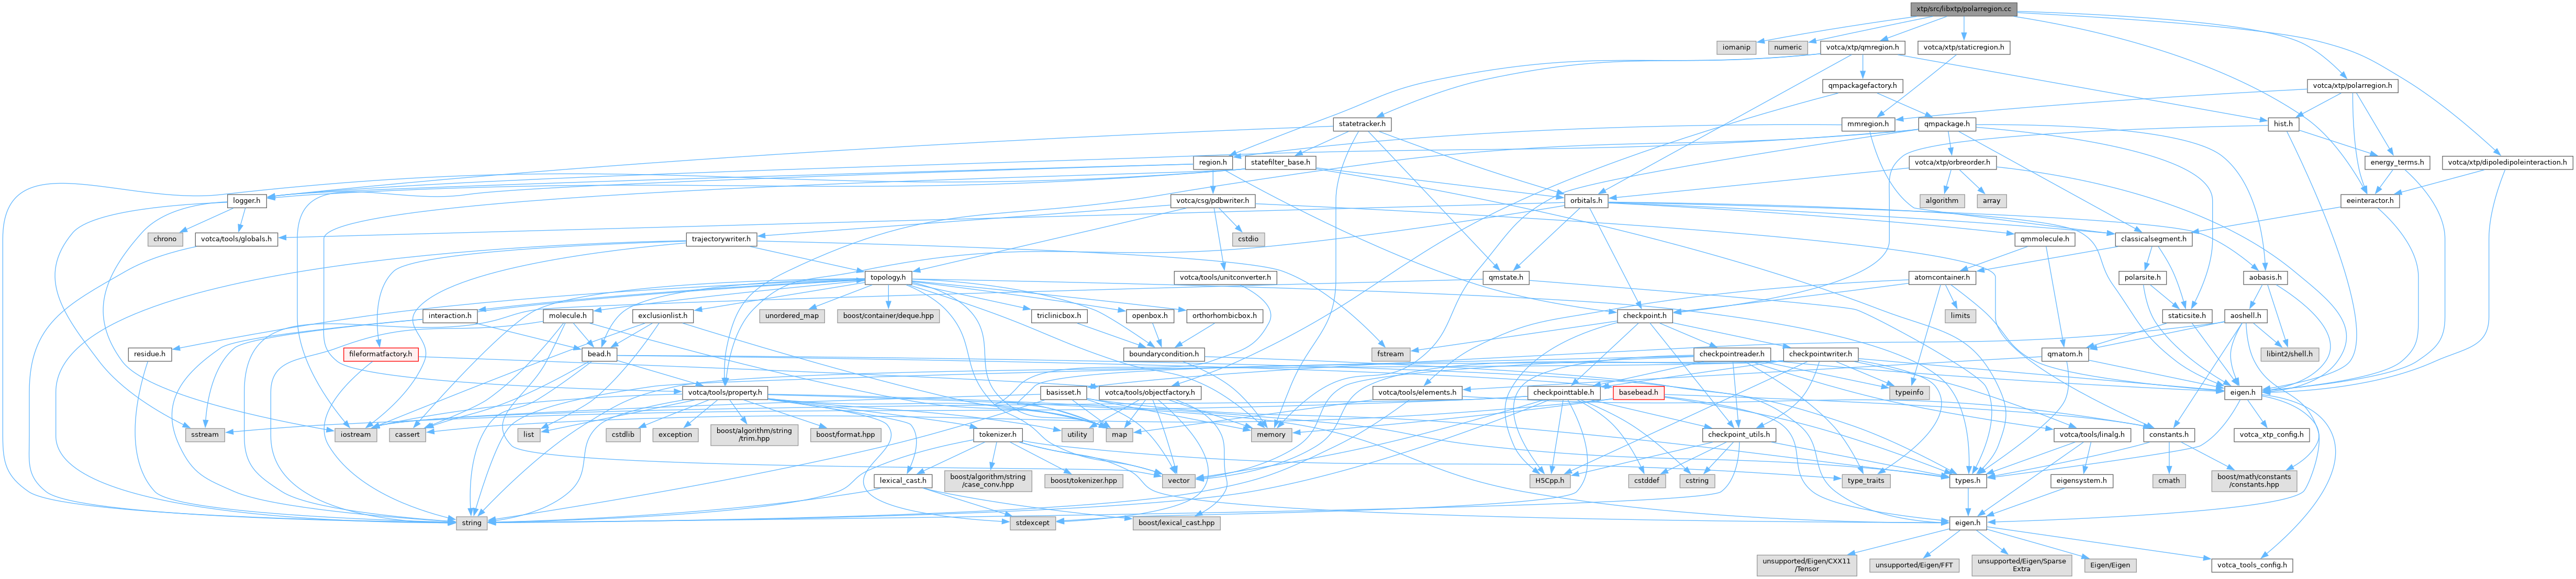 xtp/src/libxtp/polarregion.cc
iomanip
numeric
votca/xtp/qmregion.h
votca/xtp/staticregion.h
qmpackagefactory.h
votca/xtp/polarregion.h
statetracker.h
mmregion.h
qmpackage.h
hist.h
region.h
statefilter_base.h
votca/xtp/orbreorder.h
energy_terms.h
votca/xtp/dipoledipoleinteraction.h
logger.h
votca/csg/pdbwriter.h
orbitals.h
algorithm
array
eeinteractor.h
chrono
votca/tools/globals.h
trajectorywriter.h
cstdio
qmmolecule.h
classicalsegment.h
topology.h
votca/tools/unitconverter.h
qmstate.h
atomcontainer.h
polarsite.h
aobasis.h
interaction.h
molecule.h
exclusionlist.h
unordered_map
boost/container/deque.hpp
triclinicbox.h
openbox.h
orthorhombicbox.h
checkpoint.h
limits
staticsite.h
aoshell.h
residue.h
fileformatfactory.h
bead.h
boundarycondition.h
fstream
checkpointreader.h
checkpointwriter.h
qmatom.h
libint2/shell.h
votca/tools/property.h
basisset.h
votca/tools/objectfactory.h
votca/tools/elements.h
checkpointtable.h
basebead.h
typeinfo
eigen.h
sstream
iostream
cassert
list
cstdlib
exception
boost/algorithm/string
/trim.hpp
boost/format.hpp
tokenizer.h
utility
map
memory
checkpoint_utils.h
votca/tools/linalg.h
constants.h
votca_xtp_config.h
lexical_cast.h
boost/algorithm/string
/case_conv.hpp
boost/tokenizer.hpp
vector
H5Cpp.h
cstddef
cstring
type_traits
types.h
eigensystem.h
cmath
boost/math/constants
/constants.hpp
string
boost/lexical_cast.hpp
stdexcept
eigen.h
unsupported/Eigen/CXX11
/Tensor
unsupported/Eigen/FFT
unsupported/Eigen/Sparse
Extra
Eigen/Eigen
votca_tools_config.h